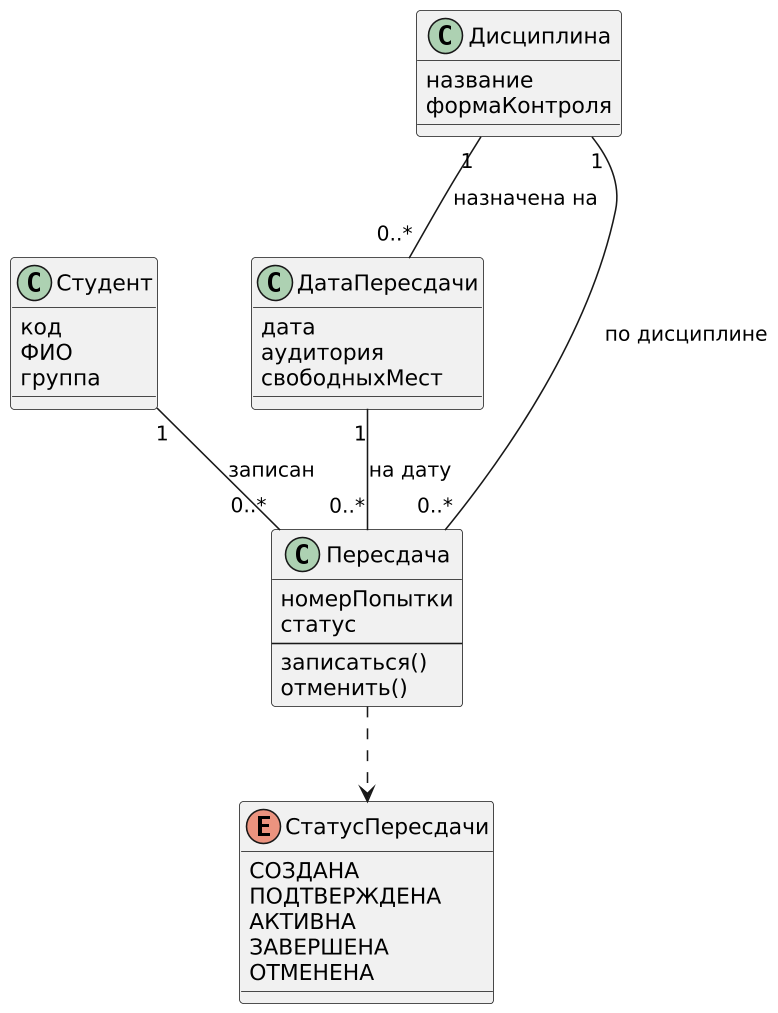 C Дисциплина
название
формаКонтроля
1
1
назначена на
0..*
C Студент
код
ФИО
группа
C ДатаПересдачи
дата
аудитория
свободныхМест
по дисциплине
1
1
записан
на дату
0..*
0..*
0..*
C Пересдача
номерПопытки
статус
записаться()
отменить()
E СтатусПересдачи
СОЗДАНА
ПОДТВЕРЖДЕНА
АКТИВНА
ЗАВЕРШЕНА
ОТМЕНЕНА